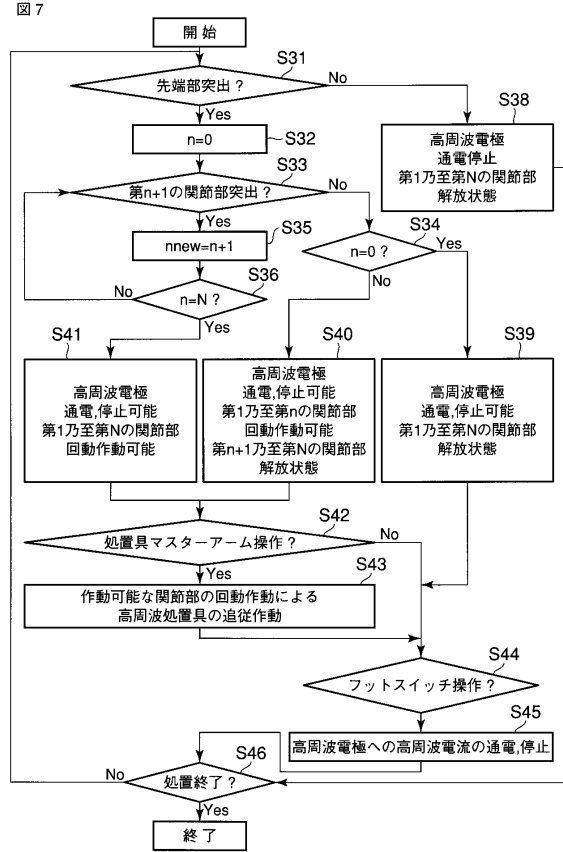 図7
開始
S31
先端部突出?
No
Yes
S38
高周波電極
通電停止
第1乃至第Nの関節部
解放状態
S32
n=0
S33
第n+1の関節部突出?
No
Yes
S35
nnew=n+1
S34
n=0?
Yes
No
S36
n=N?
No
Yes
S41
高周波電極
通電,停止可能
第1乃至第Nの関節部
回動作動可能
S40
高周波電極
通電,停止可能
第1乃至第nの関節部
回動作動可能
第n+1乃至第Nの関節部
解放状態
S39
高周波電極
通電,停止可能
第1乃至第Nの関節部
解放状態
S42
処置具マスターアーム操作?
No
Yes
S43
作動可能な関節部の回動作動による
高周波処置具の追従作動
S44
フットスイッチ操作?
S45
高周波電極への高周波電流の通電,停止
S46
処置終了?
No
Yes
終了